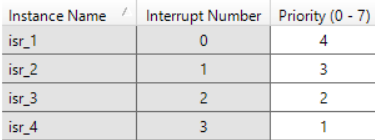 Instance Name / Interrupt Number Priority (0 - 7)
isr_1 0 4
isr_2 1 3
isr_3 2 2
isr_4 3 1